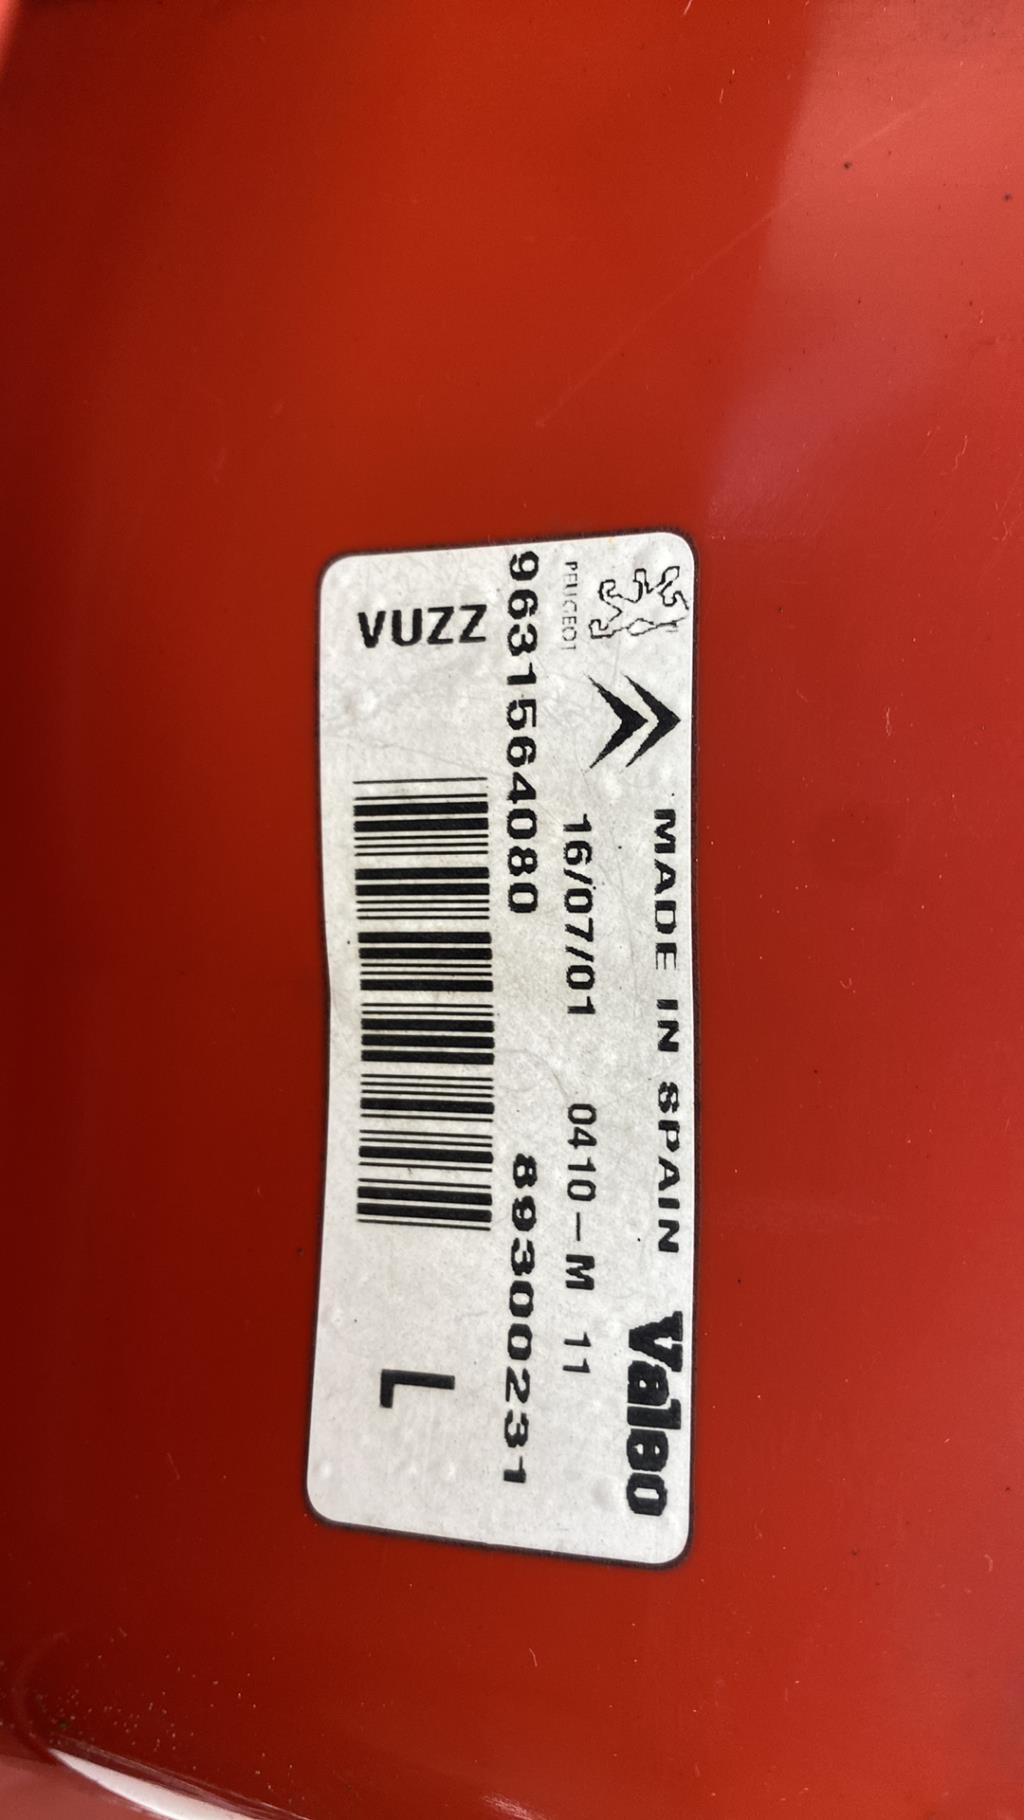 PEUGEOT MADE IN SPAIN Valeo
16/07/01 0410-M 11
9631564080 89300231
VUZZ L